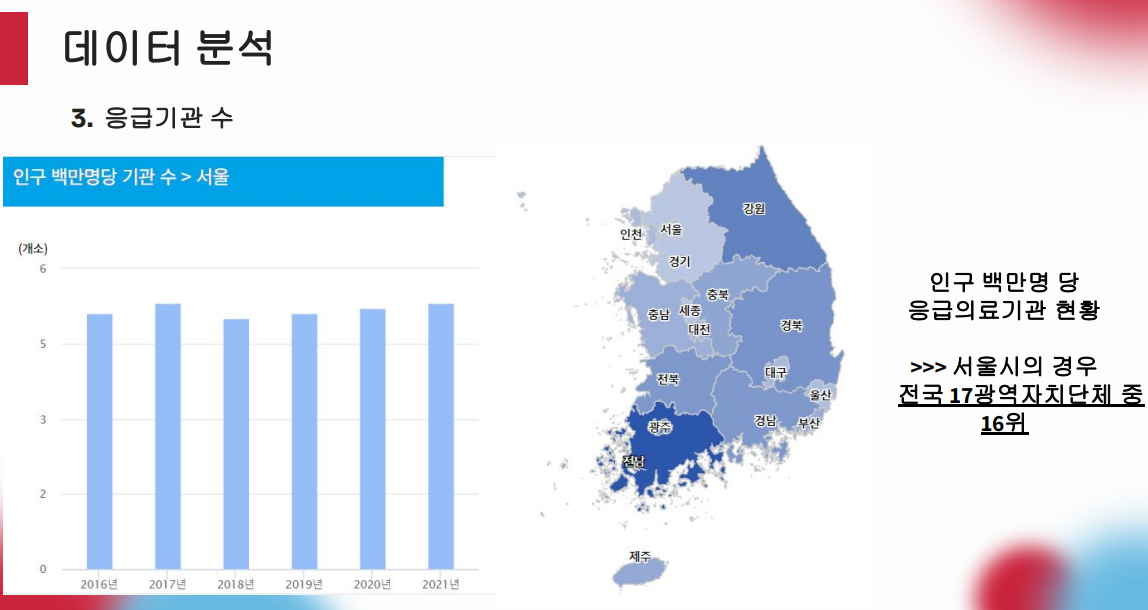 데이터 분석
3. 응급기관 수
인구 백만명당 기관 수 > 서울
(개소)
6
5
3
2
0
2016년 2017년 2018년 2019년 2020년 2021년
강원
인천 서울
경기
충북
충남 세종
대전
경북
대구
전북
울산
경남 부산
광주
전남
제주
인구 백만명 당
응급의료기관 현황
>>> 서울시의 경우
전국 17광역자치단체 중
16위